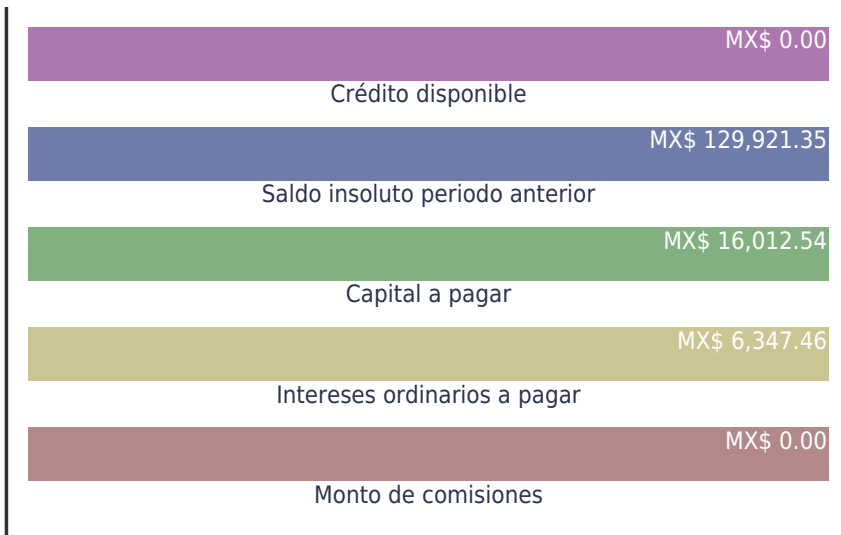 MX$ 0.00
Crédito disponible
MX$ 129,921.35
Saldo insoluto periodo anterior
MX$ 16,012.54
Capital a pagar
MX$ 6,347.46
Intereses ordinarios a pagar
MX$ 0.00
Monto de comisiones